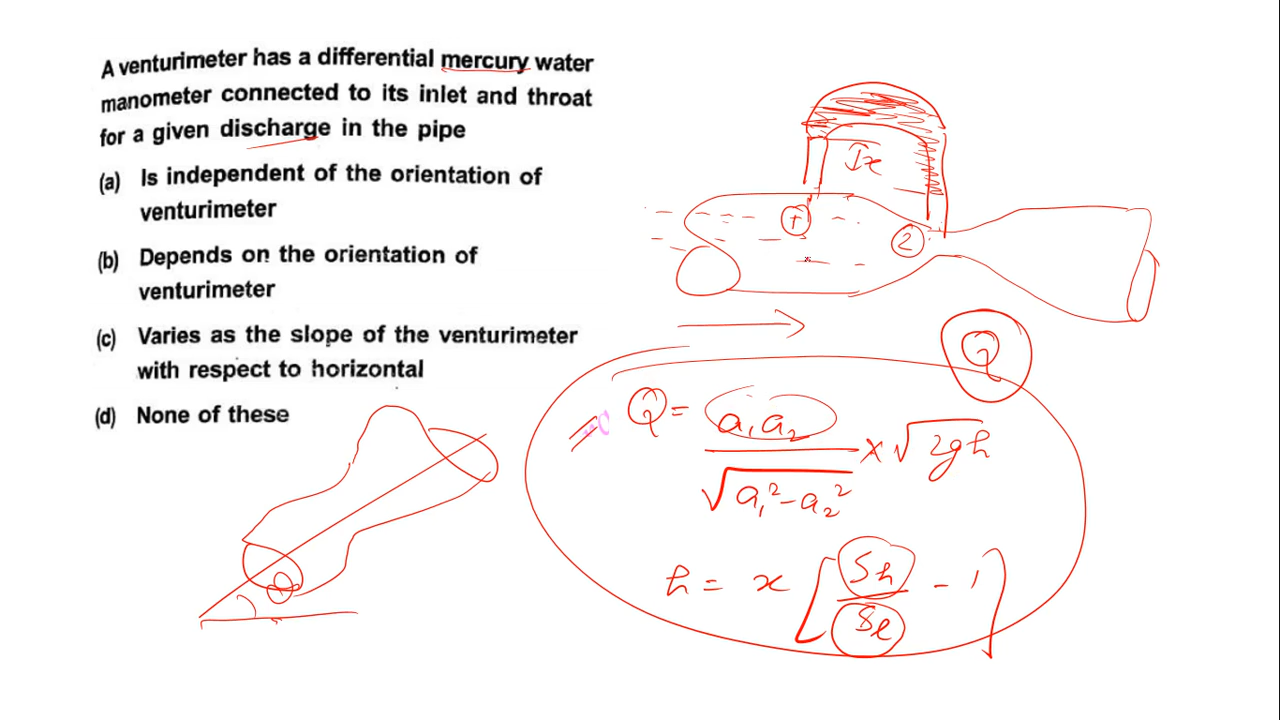 A venturimeter has a differential mercury water
manometer connected to its inlet and throat
for a given discharge in the pipe
(a) Is independent of the orientation of
venturimeter
(b) Depends on the orientation of
venturimeter
(c) Varies as the slope of the venturimeter
with respect to horizontal
(d) None of these
x
1
2
Q
⇒ Q = a₁a₂ / √(a₁² - a₂²) × √2gh
h = x [ Sh / Sl - 1 ]